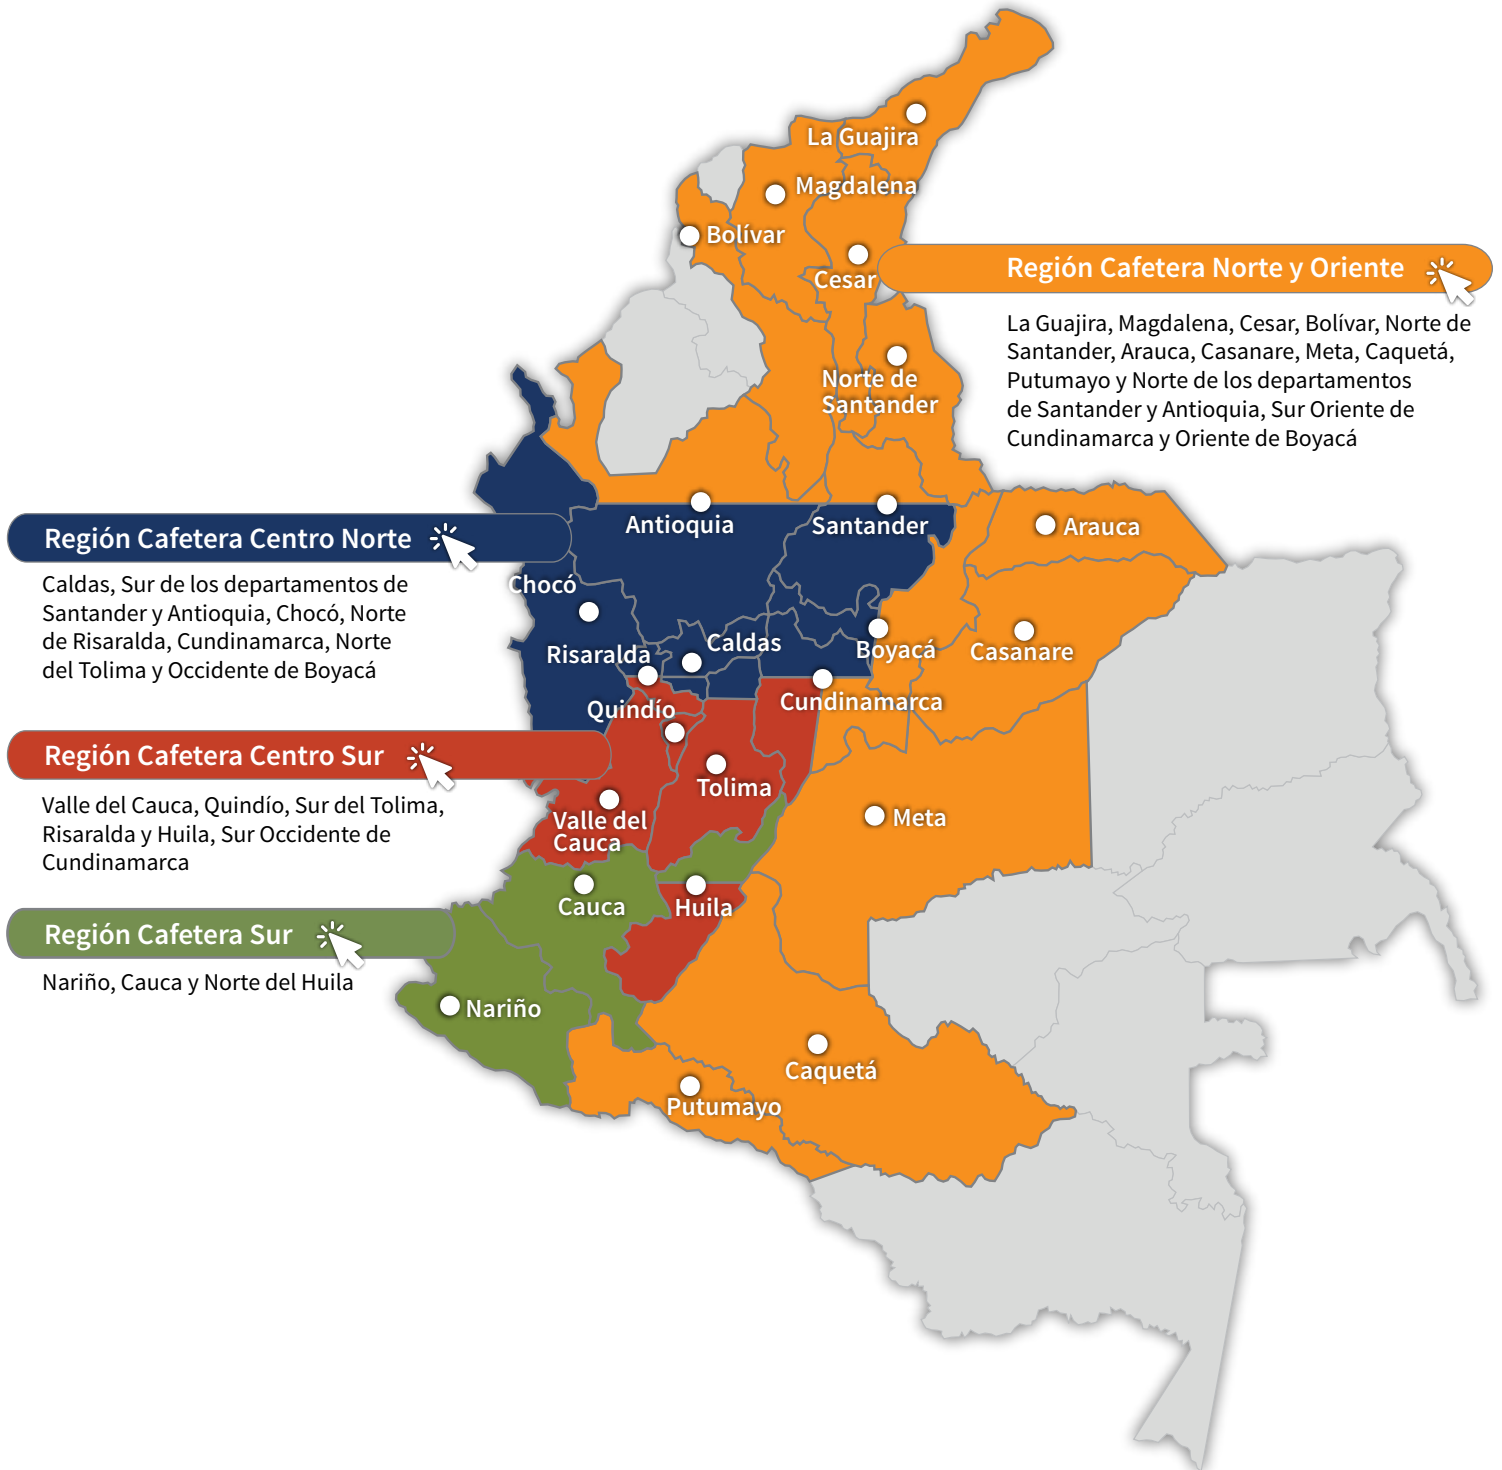 La Guajira
Magdalena
Bolívar
Cesar
Región Cafetera Norte y Oriente
La Guajira, Magdalena, Cesar, Bolívar, Norte de
Santander, Arauca, Casanare, Meta, Caquetá,
Putumayo y Norte de los departamentos
de Santander y Antioquia, Sur Oriente de
Cundinamarca y Oriente de Boyacá
Norte de
Santander
Antioquia
Santander
Arauca
Región Cafetera Centro Norte
Caldas, Sur de los departamentos de
Santander y Antioquia, Chocó, Norte
de Risaralda, Cundinamarca, Norte
del Tolima y Occidente de Boyacá
Chocó
Risaralda
Caldas
Boyacá
Casanare
Quindío
Cundinamarca
Región Cafetera Centro Sur
Valle del Cauca, Quindío, Sur del Tolima,
Risaralda y Huila, Sur Occidente de
Cundinamarca
Tolima
Valle del
Cauca
Meta
Cauca
Huila
Región Cafetera Sur
Nariño, Cauca y Norte del Huila
Nariño
Caquetá
Putumayo